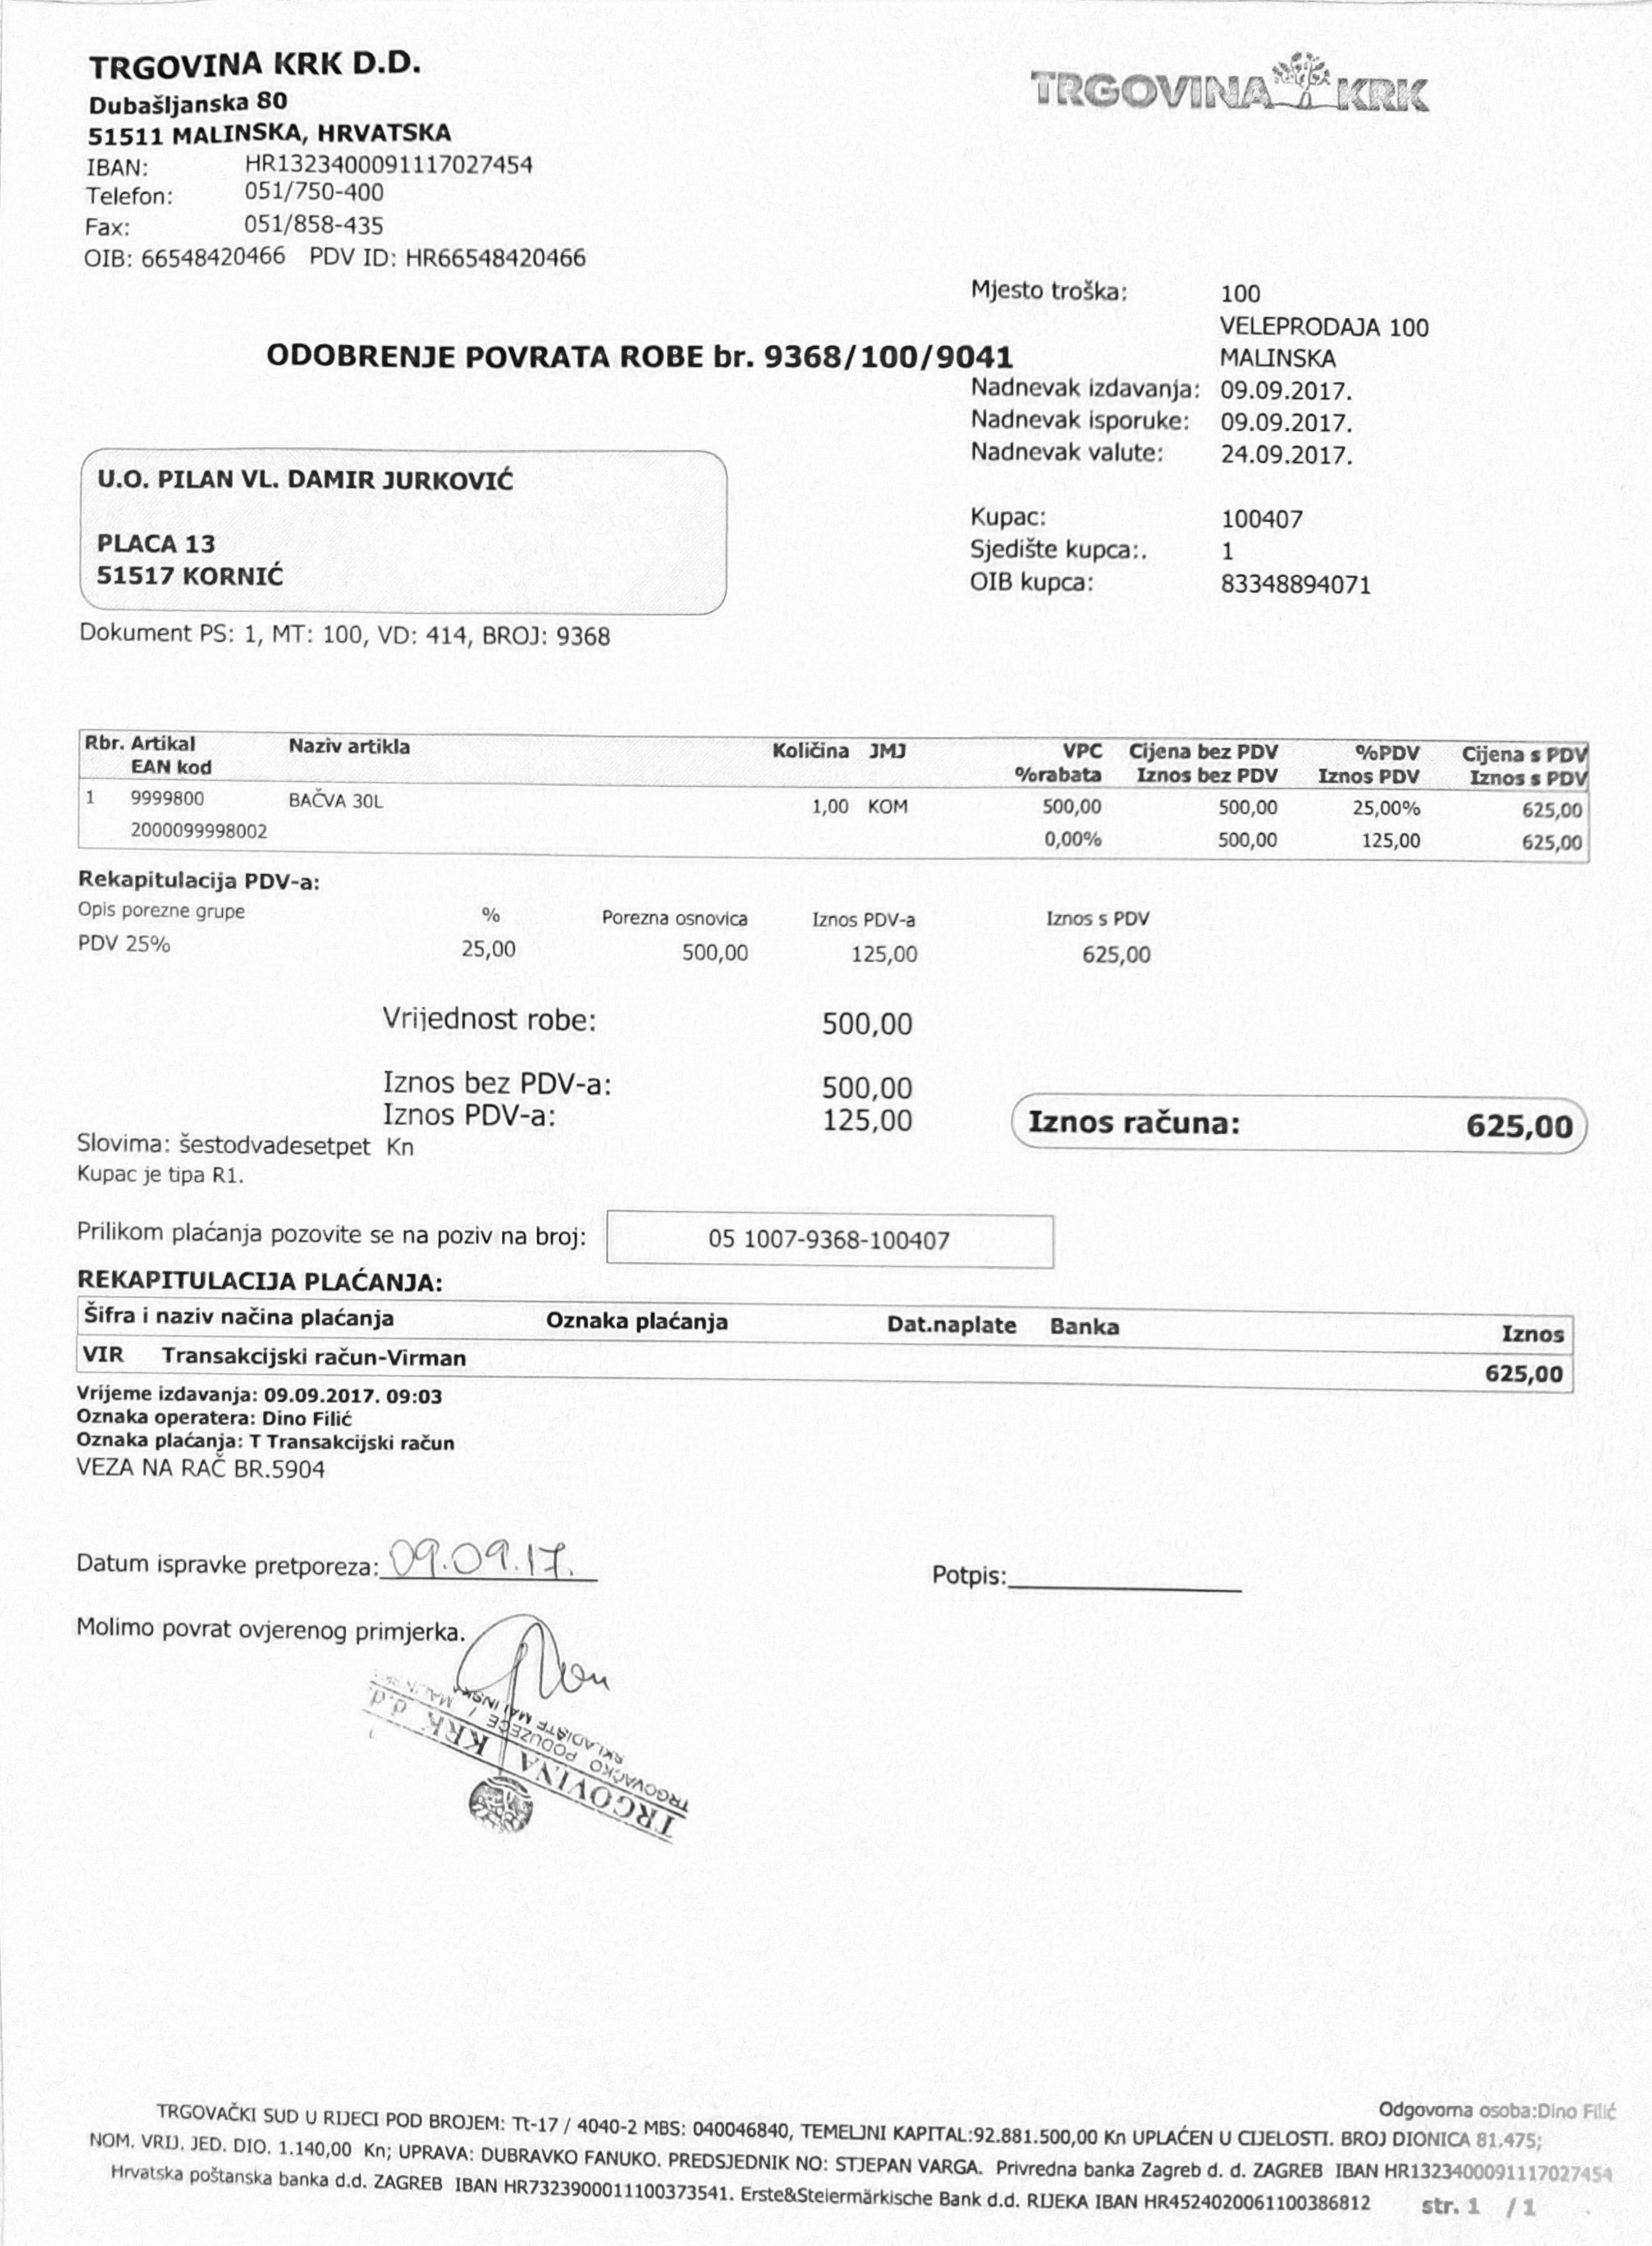 TRGOVINA KRK D.D.
Dubašljanska 80
51511 MALINSKA, HRVATSKA
IBAN: HR1323400091117027454
Telefon: 051/750-400
Fax: 051/858-435
OIB: 66548420466 PDV ID: HR66548420466
TRGOVINA KRK
Mjesto troška: 100
VELEPRODAJA 100
MALINSKA
ODOBRENJE POVRATA ROBE br. 9368/100/9041
Nadnevak izdavanja: 09.09.2017.
Nadnevak isporuke: 09.09.2017.
Nadnevak valute: 24.09.2017.
U.O. PILAN VL. DAMIR JURKOVIĆ
PLACA 13
51517 KORNIĆ
Kupac: 100407
Sjedište kupca:. 1
OIB kupca: 83348894071
Dokument PS: 1, MT: 100, VD: 414, BROJ: 9368
Rbr. Artikal Naziv artikla Količina JMJ VPC Cijena bez PDV %PDV Cijena s PDV
EAN kod %rabata Iznos bez PDV Iznos PDV Iznos s PDV
1 9999800 BAČVA 30L 1,00 KOM 500,00 500,00 25,00% 625,00
2000099998002 0,00% 500,00 125,00 625,00
Rekapitulacija PDV-a:
Opis porezne grupe % Porezna osnovica Iznos PDV-a Iznos s PDV
PDV 25% 25,00 500,00 125,00 625,00
Vrijednost robe: 500,00
Iznos bez PDV-a: 500,00
Iznos PDV-a: 125,00
Iznos računa: 625,00
Slovima: šestodvadesetpet Kn
Kupac je tipa R1.
Prilikom plaćanja pozovite se na poziv na broj: 05 1007-9368-100407
REKAPITULACIJA PLAĆANJA:
Šifra i naziv načina plaćanja Oznaka plaćanja Dat.naplate Banka Iznos
VIR Transakcijski račun-Virman 625,00
Vrijeme izdavanja: 09.09.2017. 09:03
Oznaka operatera: Dino Filić
Oznaka plaćanja: T Transakcijski račun
VEZA NA RAČ BR.5904
Datum ispravke pretporeza: 09.09.17.
Potpis:
Molimo povrat ovjerenog primjerka.
TRGOVINA KRK d.d.
TRGOVAČKO PODUZEĆE / MALINSKA
SKLADIŠTE MALINSKA
Odgovorna osoba:Dino Filić
TRGOVAČKI SUD U RIJECI POD BROJEM: Tt-17 / 4040-2 MBS: 040046840, TEMELJNI KAPITAL:92.881.500,00 Kn UPLAĆEN U CIJELOSTI. BROJ DIONICA 81.475;
NOM. VRIJ. JED. DIO. 1.140,00 Kn; UPRAVA: DUBRAVKO FANUKO. PREDSJEDNIK NO: STJEPAN VARGA. Privredna banka Zagreb d. d. ZAGREB IBAN HR1323400091117027454
Hrvatska poštanska banka d.d. ZAGREB IBAN HR7323900011100373541. Erste&Steiermärkische Bank d.d. RIJEKA IBAN HR4524020061100386812
str. 1 / 1